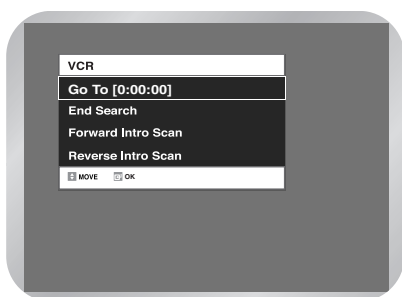 VCR
Go To [0:00:00]
End Search
Forward Intro Scan
Reverse Intro Scan
MOVE OK